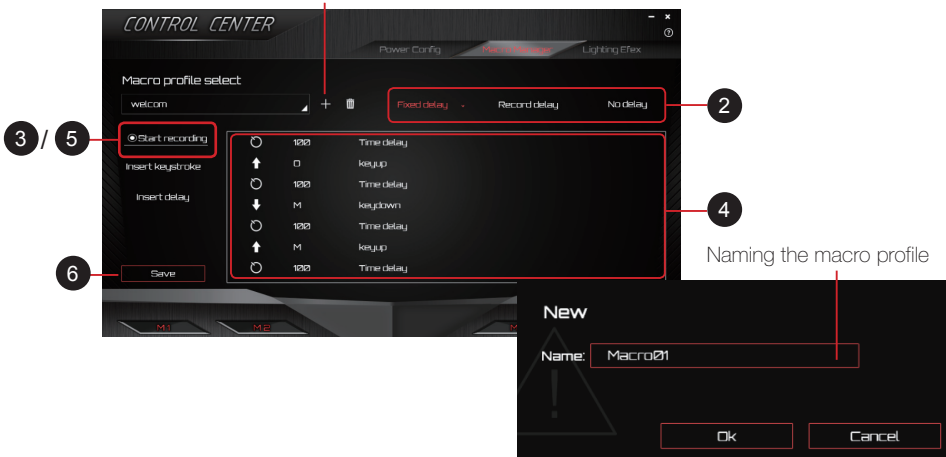 CONTROL CENTER
Power Config Macro Manager Lighting Efex
Macro profile select
welcom
Fixed delay Record delay No delay
2
3 / 5
Start recording
Insert keystroke
Insert delay
100 Time delay
O keyup
100 Time delay
M keydown
100 Time delay
M keyup
100 Time delay
4
6
Save
M1 M2 M
Naming the macro profile
New
Name: Macro01
Ok Cancel